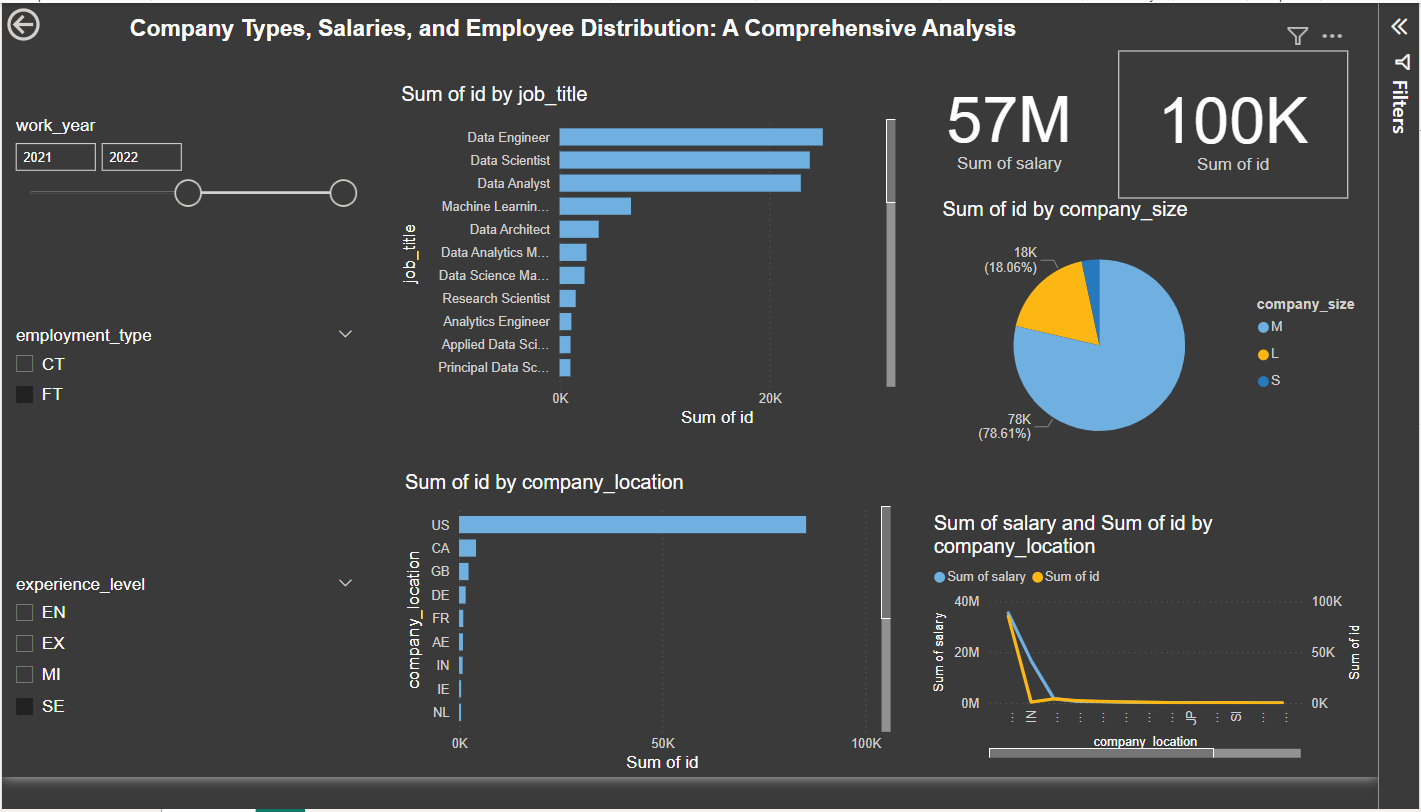 Company Types, Salaries, and Employee Distribution: A Comprehensive Analysis
work_year
2021
2022
employment_type
CT
FT
experience_level
EN
EX
MI
SE
Sum of id by job_title
job_title
Data Engineer
Data Scientist
Data Analyst
Machine Learnin...
Data Architect
Data Analytics M...
Data Science Ma...
Research Scientist
Analytics Engineer
Applied Data Sci...
Principal Data Sc...
0K
20K
Sum of id
57M
Sum of salary
100K
Sum of id
Sum of id by company_size
18K
(18.06%)
78K
(78.61%)
company_size
M
L
S
Sum of id by company_location
company_location
US
CA
GB
DE
FR
AE
IN
IE
NL
0K
50K
100K
Sum of id
Sum of salary and Sum of id by
company_location
Sum of salary
Sum of id
Sum of salary
40M
20M
0M
100K
50K
0K
Sum of id
IN
JP
SI
company_location
Filters